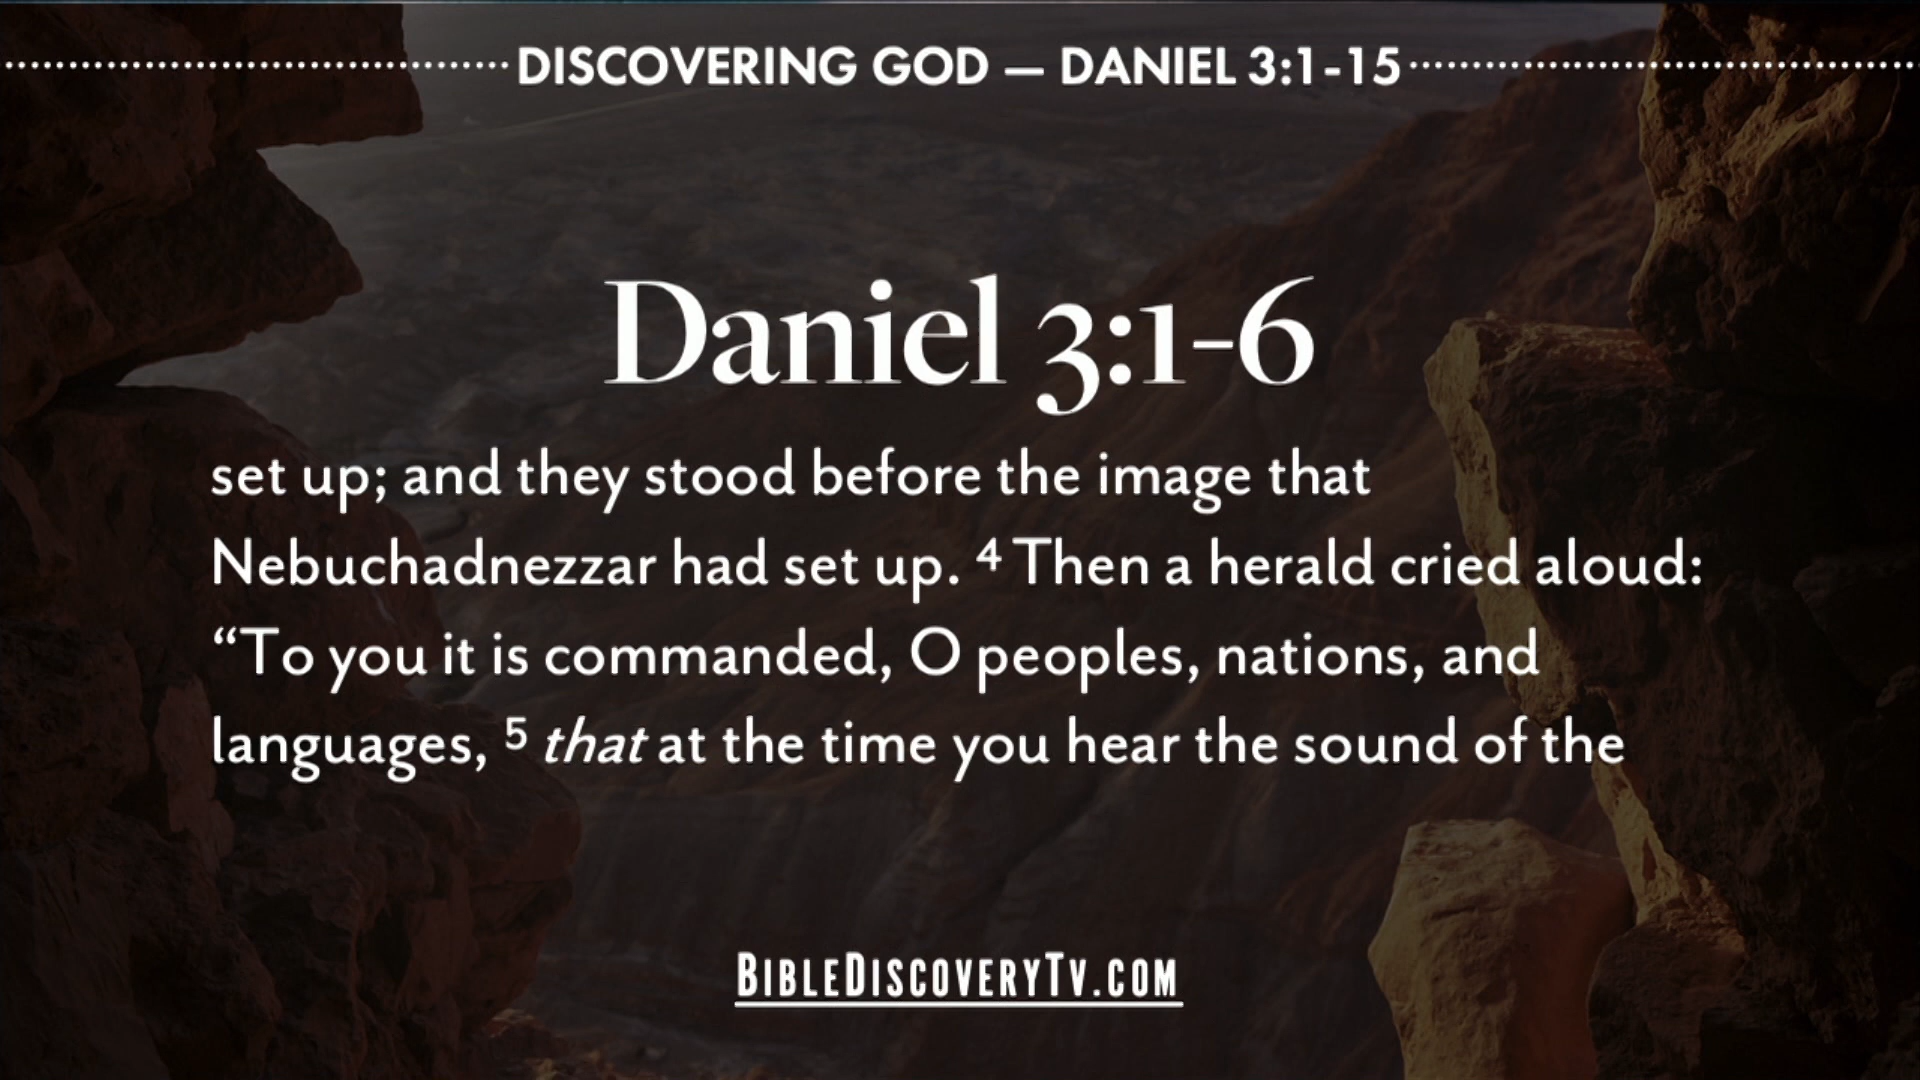 DISCOVERING GOD — DANIEL 3:1-15
Daniel 3:1-6
set up; and they stood before the image that
Nebuchadnezzar had set up. ⁴ Then a herald cried aloud:
“To you it is commanded, O peoples, nations, and
languages, ⁵ that at the time you hear the sound of the
BIBLEDISCOVERYTV.COM